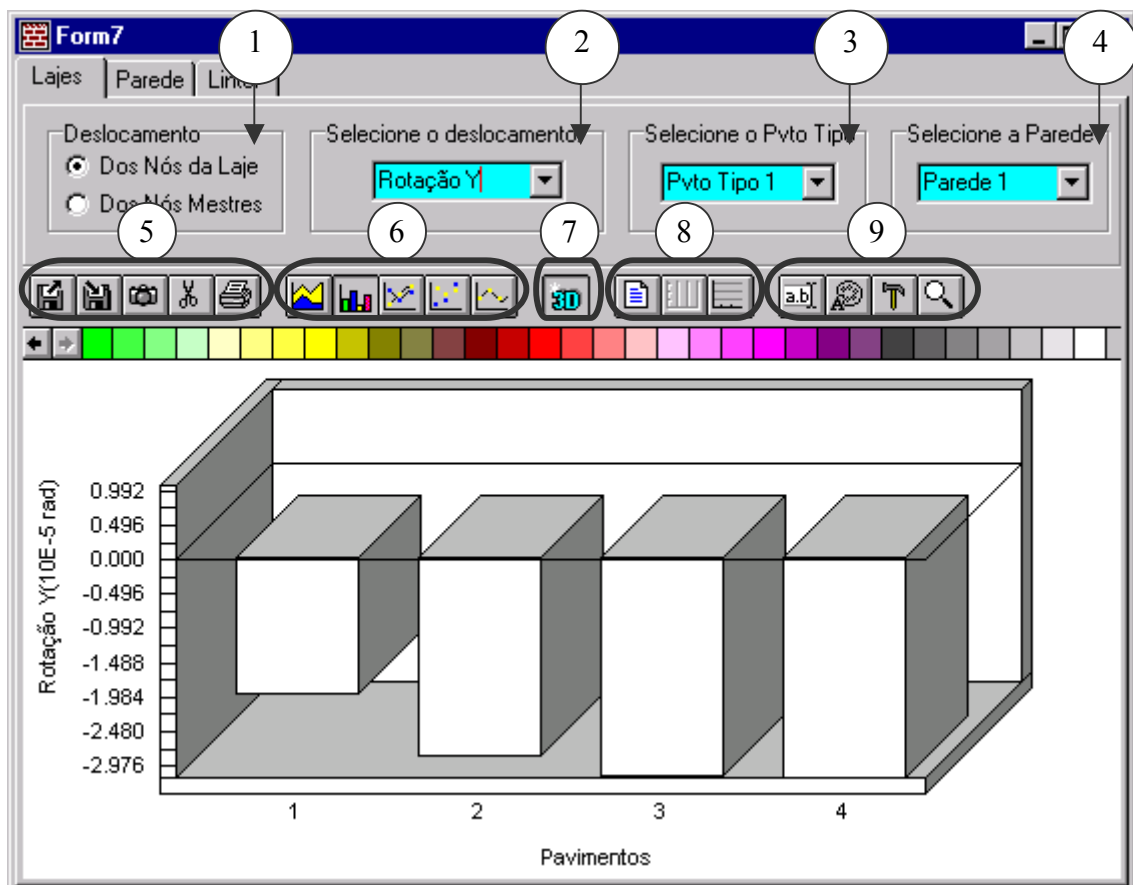 Form7
1
2
3
4
Lajes
Parede
Deslocamento
Dos Nós da Laje
Dos Nós Mestres
Selecione o deslocamento
Rotação Y
Selecione o Pvto Tipo
Pvto Tipo 1
Selecione a Parede
Parede 1
5
6
7
8
9
3D
a.b
Rotação Y(10E-5 rad)
0.992
0.496
0.000
-0.496
-0.992
-1.488
-1.984
-2.480
-2.976
1
2
3
4
Pavimentos